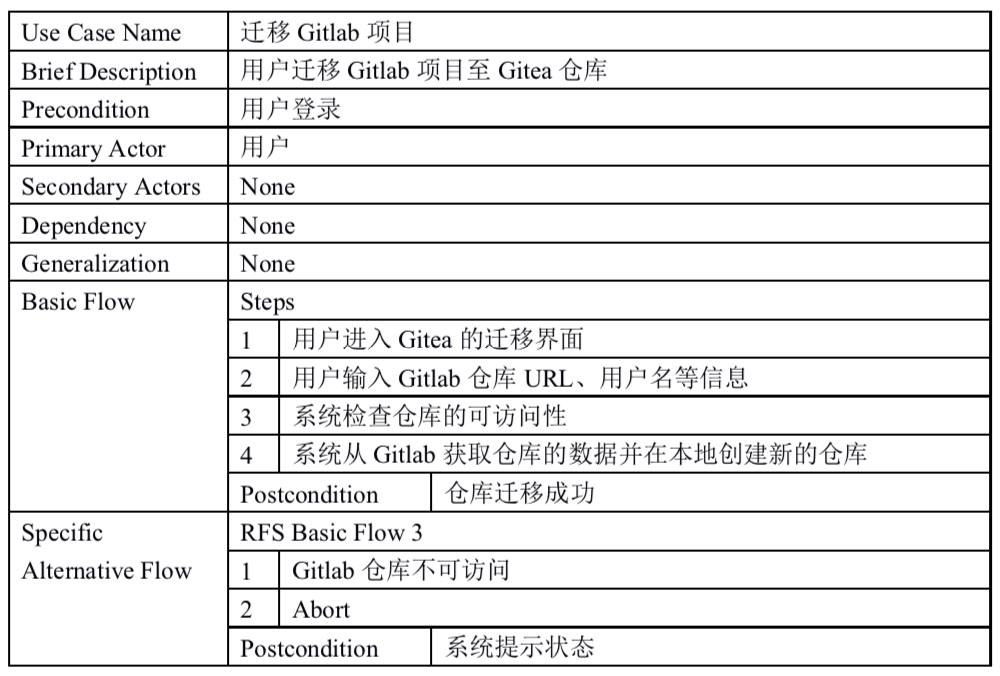 Use Case Name 迁移 Gitlab 项目
Brief Description 用户迁移 Gitlab 项目至 Gitea 仓库
Precondition 用户登录
Primary Actor 用户
Secondary Actors None
Dependency None
Generalization None
Basic Flow Steps
1 用户进入 Gitea 的迁移界面
2 用户输入 Gitlab 仓库 URL、用户名等信息
3 系统检查仓库的可访问性
4 系统从 Gitlab 获取仓库的数据并在本地创建新的仓库
Postcondition 仓库迁移成功
Specific RFS Basic Flow 3
Alternative Flow 1 Gitlab 仓库不可访问
2 Abort
Postcondition 系统提示状态